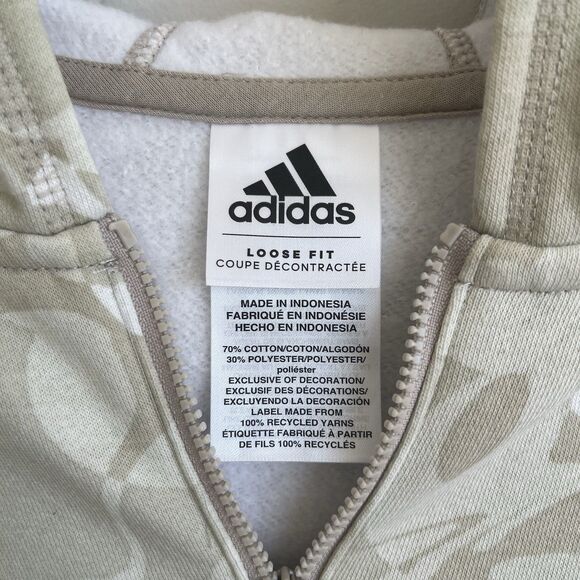 adidas
LOOSE FIT
COUPE DÉCONTRACTÉE
MADE IN INDONESIA
FABRIQUÉ EN INDONÉSIE
HECHO EN INDONESIA
70% COTTON/COTON/ALGODÓN
30% POLYESTER/POLYESTER/
poliéster
EXCLUSIVE OF DECORATION/
EXCLUSIF DES DÉCORATIONS/
EXCLUYENDO LA DECORACIÓN
LABEL MADE FROM
100% RECYCLED YARNS
ÉTIQUETTE FABRIQUÉ À PARTIR
DE FILS 100% RECYCLÉS